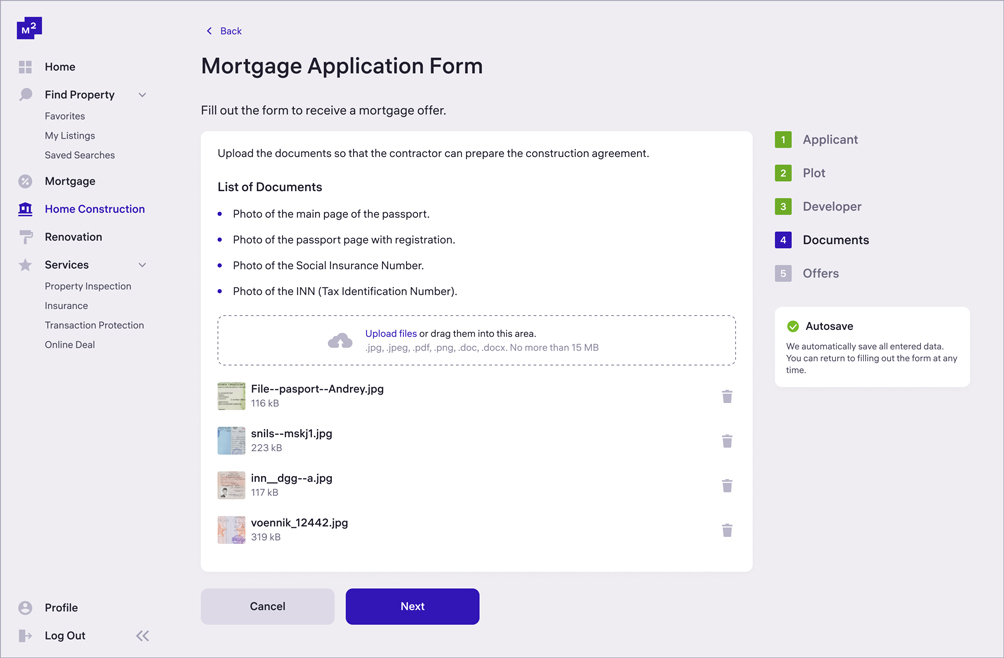 M2
Home
Find Property
Favorites
My Listings
Saved Searches
Mortgage
Home Construction
Renovation
Services
Property Inspection
Insurance
Transaction Protection
Online Deal
Profile
Log Out
Back
Mortgage Application Form
Fill out the form to receive a mortgage offer.
Upload the documents so that the contractor can prepare the construction agreement.
List of Documents
Photo of the main page of the passport.
Photo of the passport page with registration.
Photo of the Social Insurance Number.
Photo of the INN (Tax Identification Number).
Upload files or drag them into this area.
.jpg, .jpeg, .pdf, .png, .doc, .docx. No more than 15 MB
File--pasport--Andrey.jpg
116 kB
snils--mskj1.jpg
223 kB
inn__dgg--a.jpg
117 kB
voennik_12442.jpg
319 kB
Cancel
Next
1 Applicant
2 Plot
3 Developer
4 Documents
5 Offers
Autosave
We automatically save all entered data.
You can return to filling out the form at any
time.